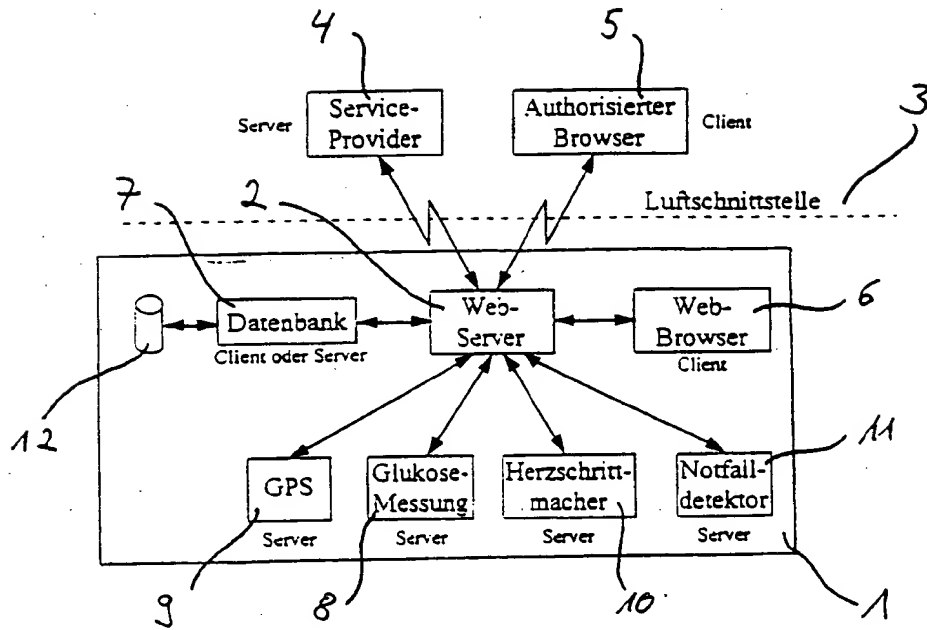 4
5
3
Server
Service-
Provider
Authorisierter
Browser
Client
7
2
Luftschnittstelle
6
Datenbank
Client oder Server
Web-
Server
Web-
Browser
Client
12
11
GPS
Server
Glukose-
Messung
Server
Herzschritt-
macher
Server
Notfall-
detektor
Server
9
8
10
1